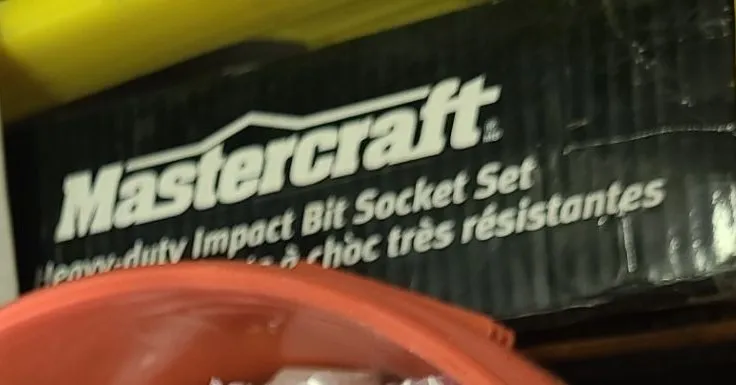 Mastercraft
Heavy-duty Impact Bit Socket Set
à choc très résistantes